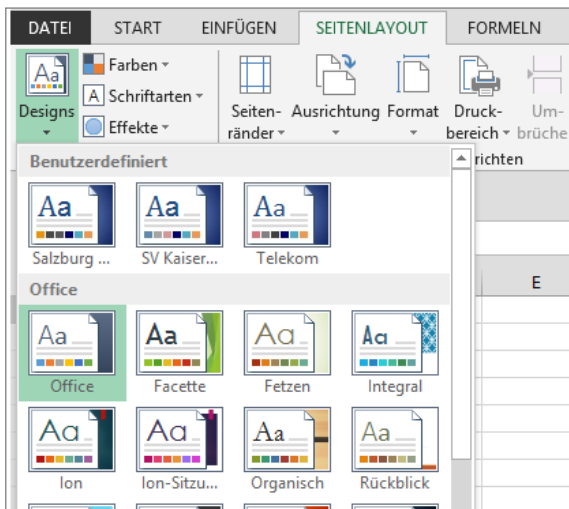 DATEI START EINFÜGEN SEITENLAYOUT FORMELN
Aa Farben
A Schriftarten
Designs Effekte
Seiten- Ausrichtung Format Druck- Um-
ränder bereich brüche
Benutzerdefiniert richten
Aa Aa Aa
Salzburg ... SV Kaiser... Telekom
E
Office
Aa Aa Aa Aa
Office Facette Fetzen Integral
Aa Aa Aa Aa
Ion Ion-Sitzu... Organisch Rückblick